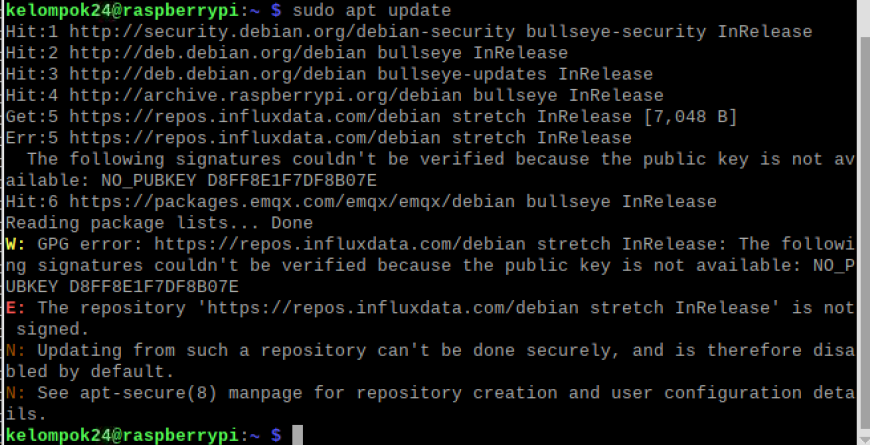 kelompok24@raspberrypi:~ $ sudo apt update
Hit:1 http://security.debian.org/debian-security bullseye-security InRelease
Hit:2 http://deb.debian.org/debian bullseye InRelease
Hit:3 http://deb.debian.org/debian bullseye-updates InRelease
Hit:4 http://archive.raspberrypi.org/debian bullseye InRelease
Get:5 https://repos.influxdata.com/debian stretch InRelease [7,048 B]
Err:5 https://repos.influxdata.com/debian stretch InRelease
  The following signatures couldn't be verified because the public key is not av
ailable: NO_PUBKEY D8FF8E1F7DF8B07E
Hit:6 https://packages.emqx.com/emqx/emqx/debian bullseye InRelease
Reading package lists... Done
W: GPG error: https://repos.influxdata.com/debian stretch InRelease: The followi
ng signatures couldn't be verified because the public key is not available: NO_P
UBKEY D8FF8E1F7DF8B07E
E: The repository 'https://repos.influxdata.com/debian stretch InRelease' is not
 signed.
N: Updating from such a repository can't be done securely, and is therefore disa
bled by default.
N: See apt-secure(8) manpage for repository creation and user configuration deta
ils.
kelompok24@raspberrypi:~ $